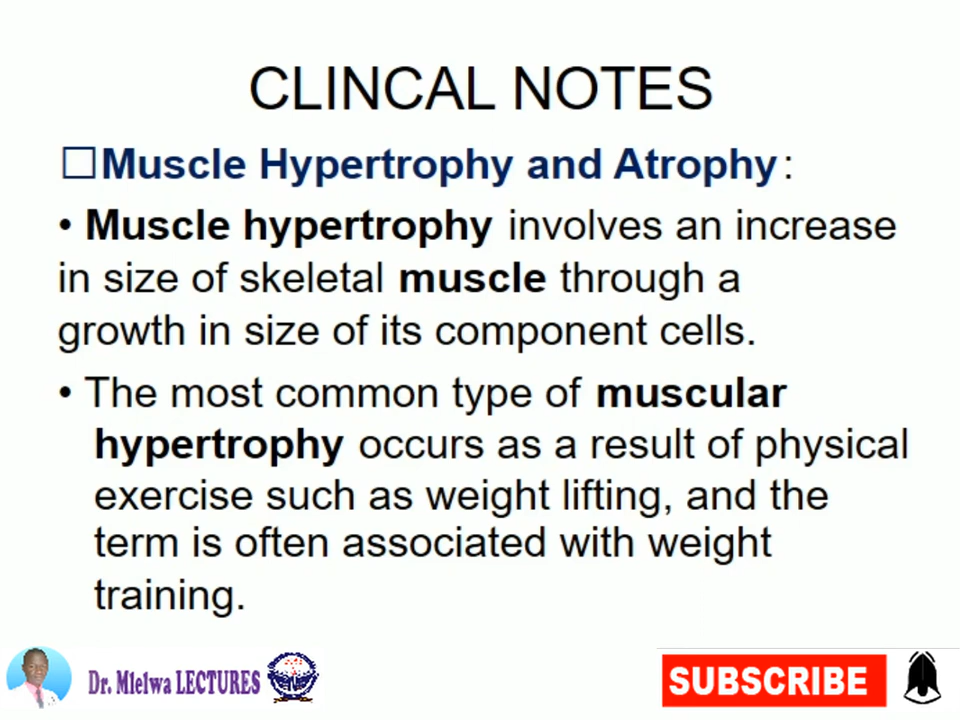 CLINCAL NOTES
□Muscle Hypertrophy and Atrophy:
• Muscle hypertrophy involves an increase
in size of skeletal muscle through a
growth in size of its component cells.
• The most common type of muscular
hypertrophy occurs as a result of physical
exercise such as weight lifting, and the
term is often associated with weight
training.
Dr. Mlelwa LECTURES
SUBSCRIBE